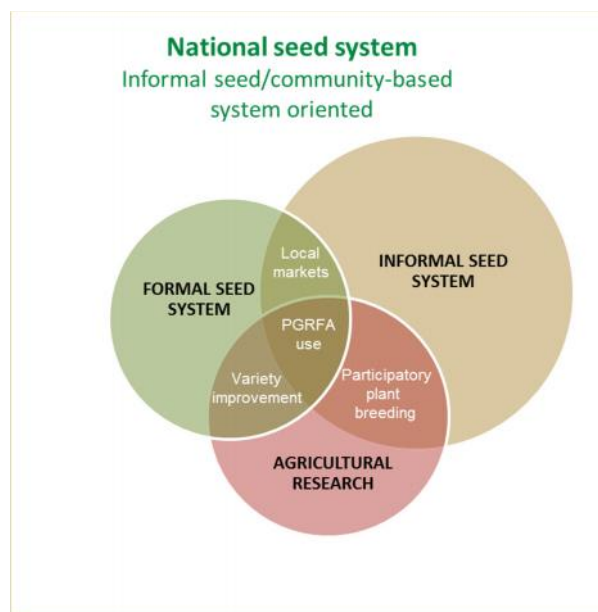 National seed system
Informal seed/community-based
system oriented
Local
markets
INFORMAL SEED
SYSTEM
FORMAL SEED
SYSTEM
PGRFA
use
Variety
improvement
Participatory
plant
breeding
AGRICULTURAL
RESEARCH